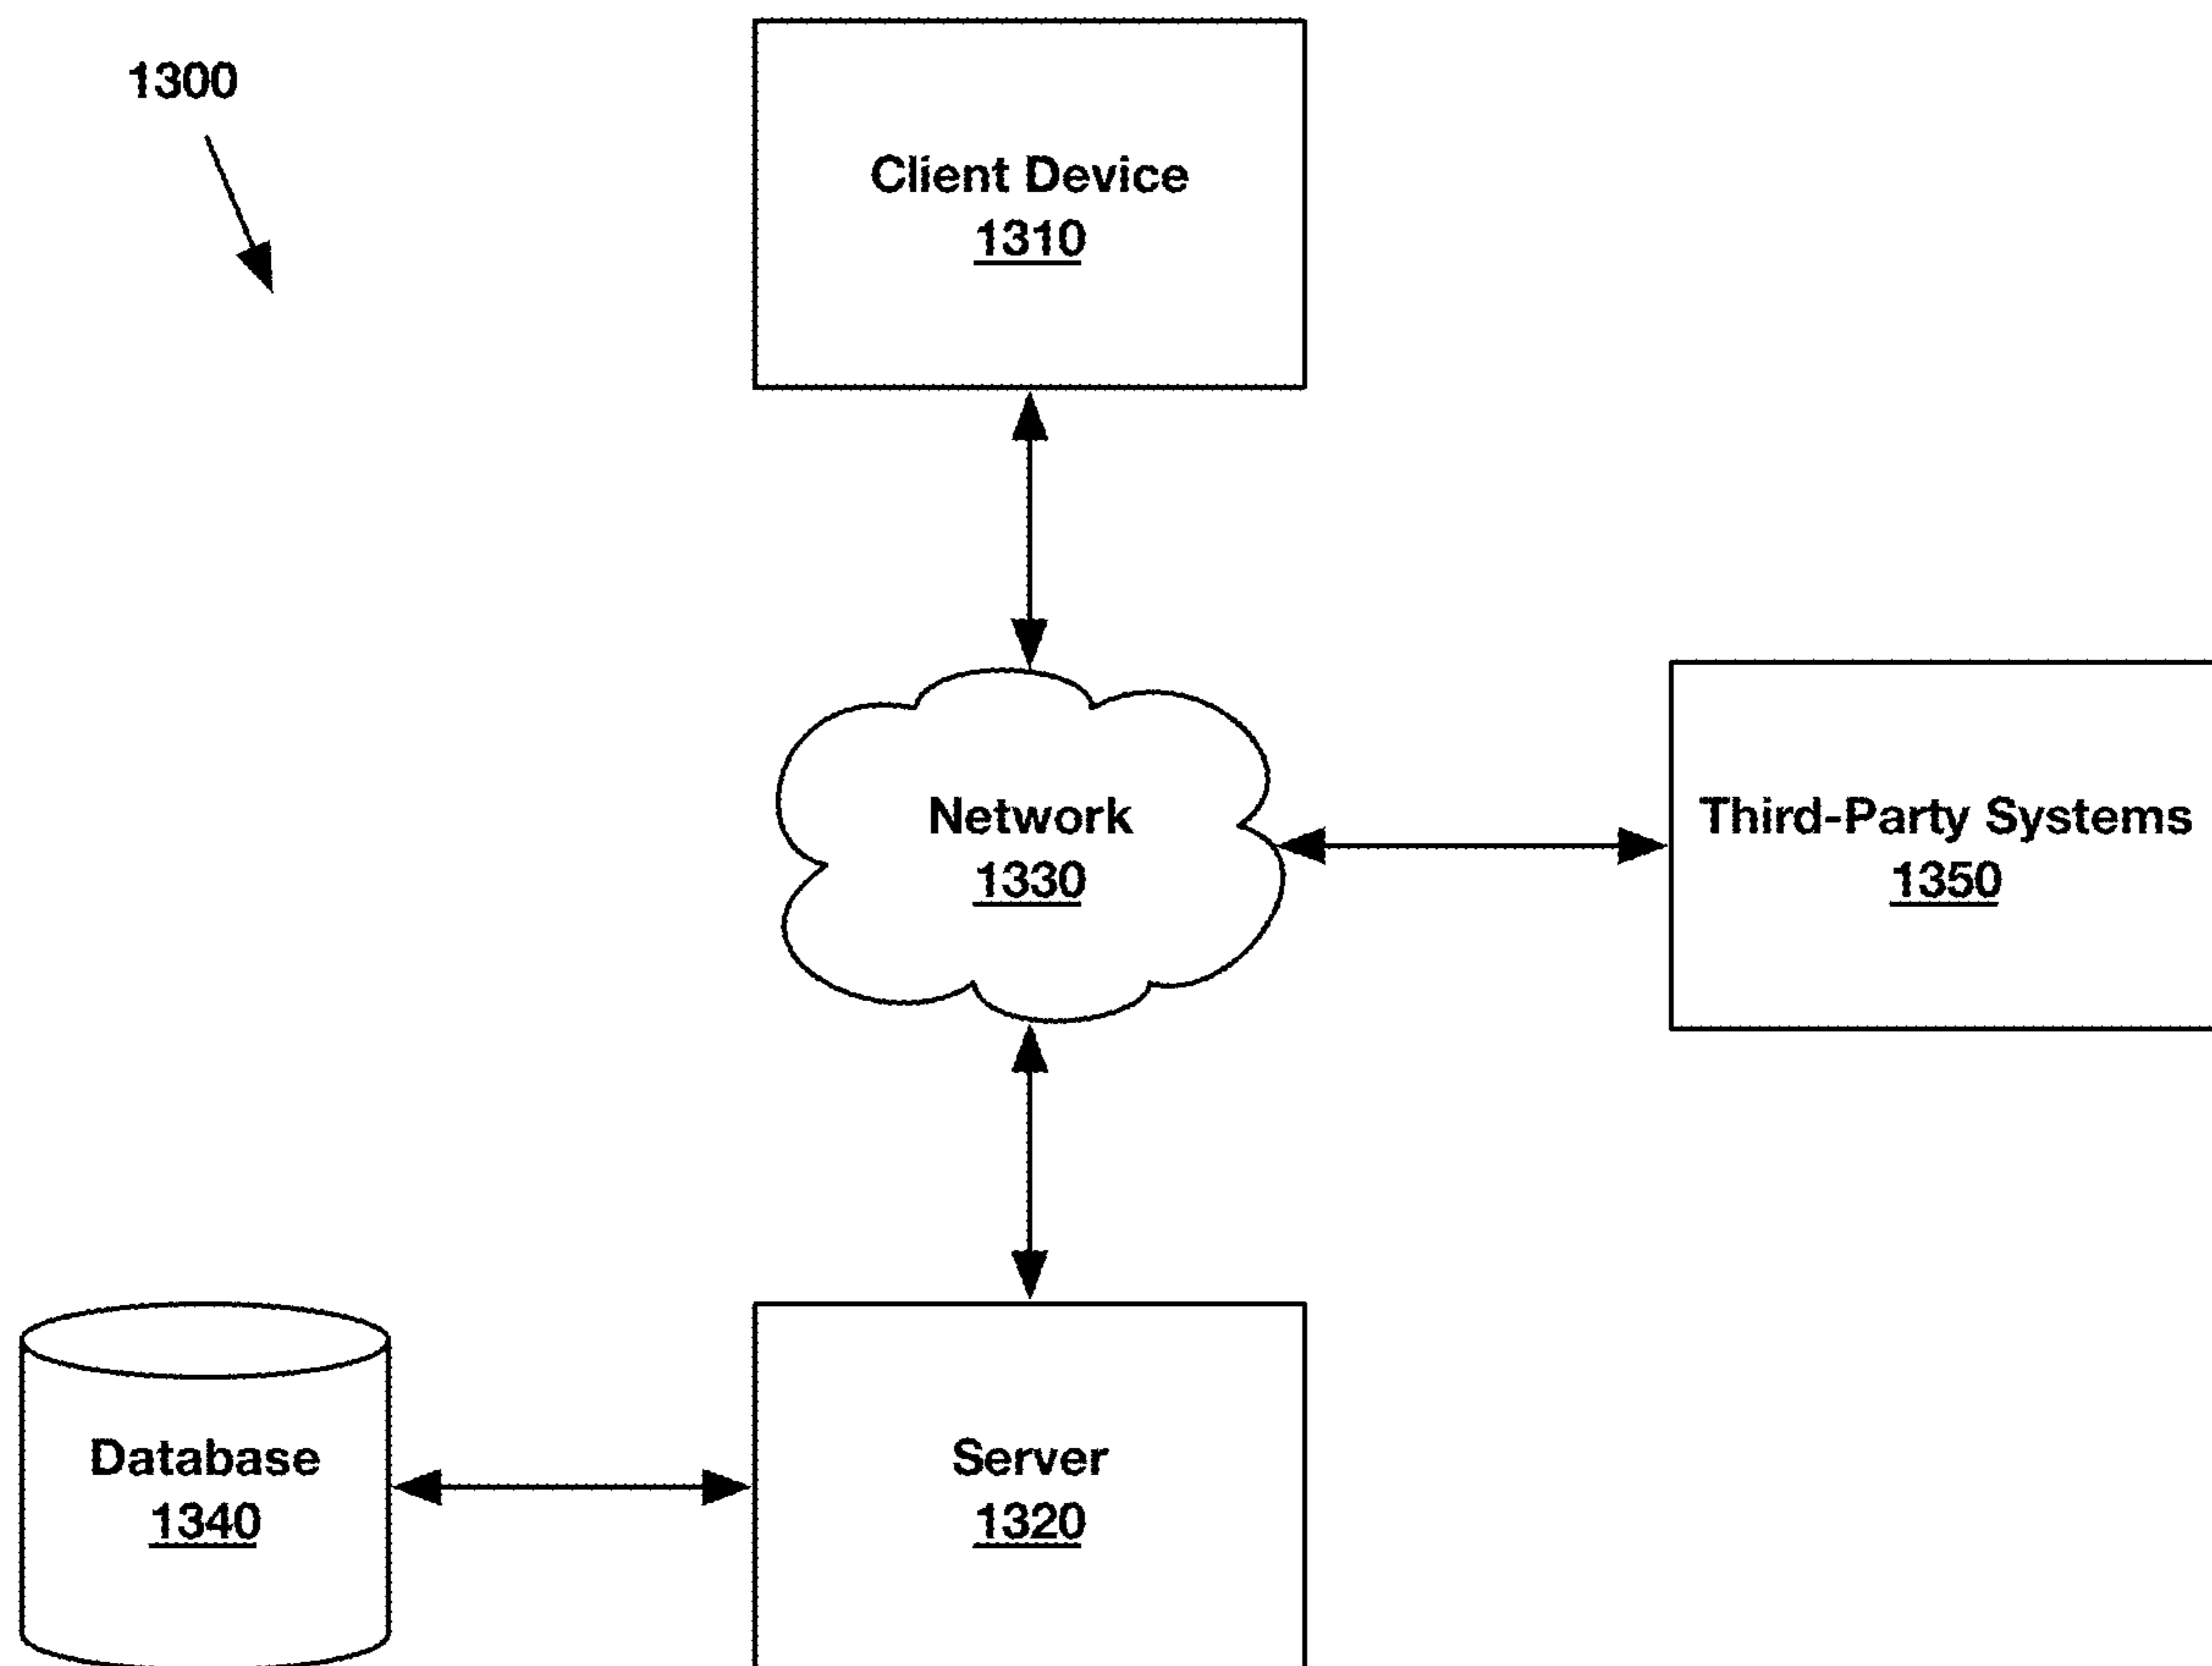 1300
Client Device
1310
Network
1330
Third-Party Systems
1350
Database
1340
Server
1320